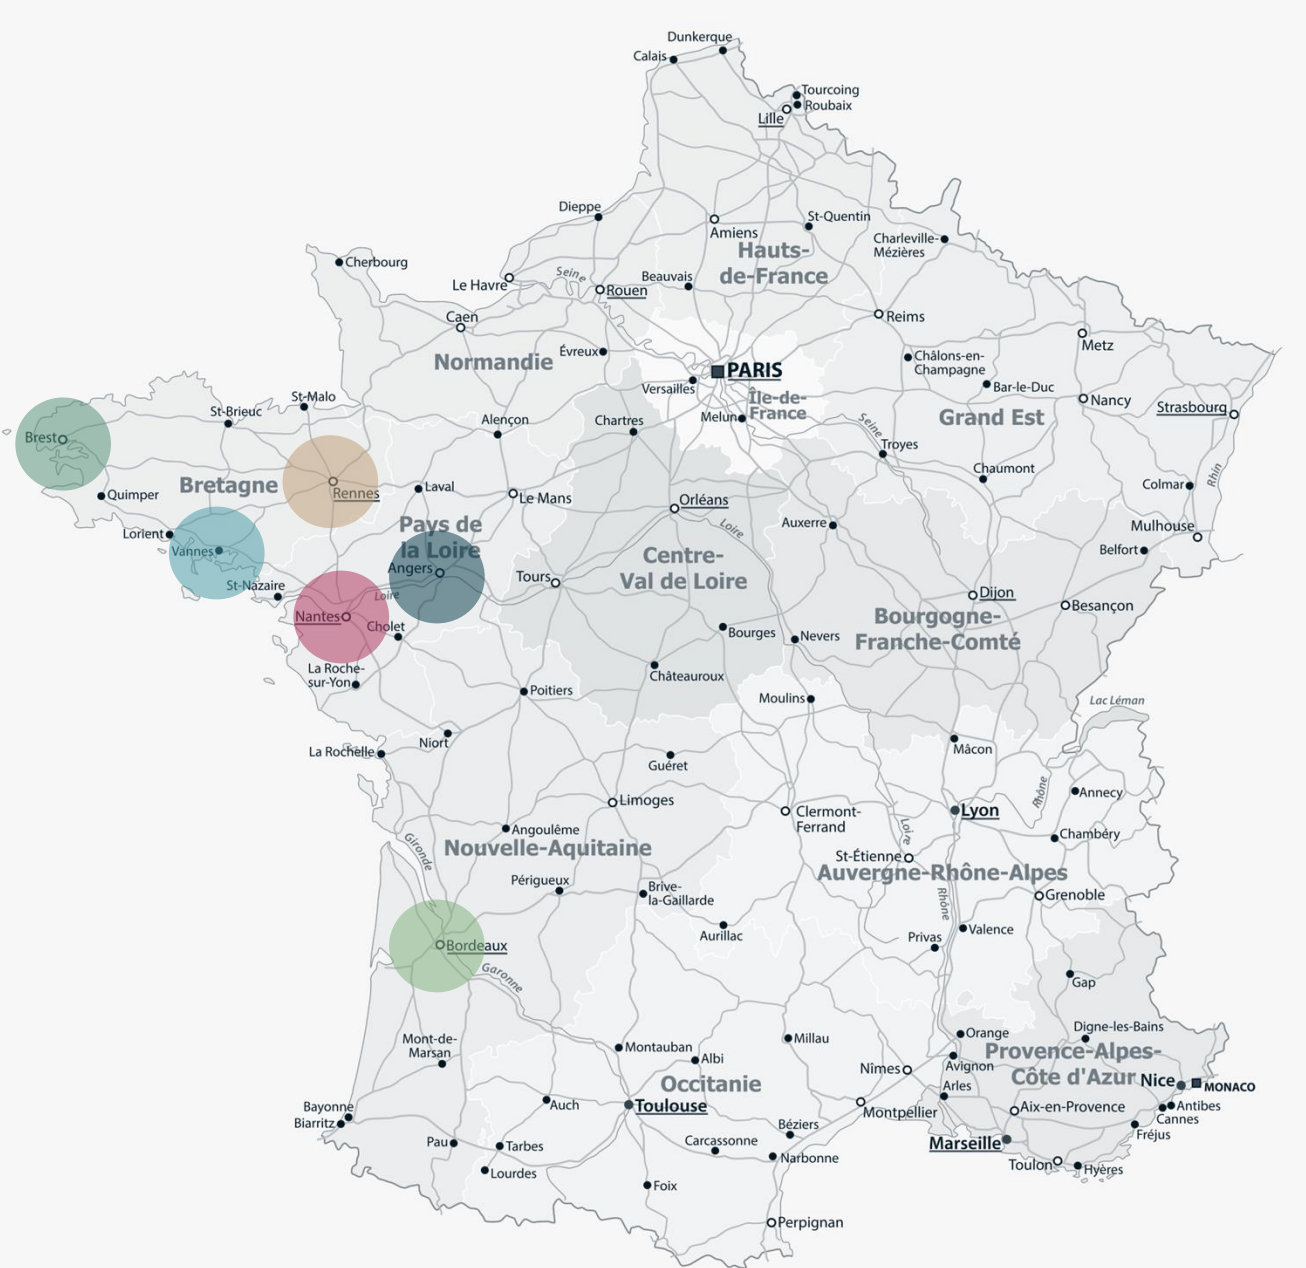 Dunkerque
Calais
Tourcoing
Roubaix
Lille
Dieppe
Amiens
St-Quentin
Charleville-
Mézières
Hauts-
de-France
Cherbourg
Le Havre
Seine
Rouen
Beauvais
Reims
Caen
Normandie
Évreux
Metz
Châlons-en-
Champagne
PARIS
Versailles
Île-de-
France
Melun
Bar-le-Duc
Nancy
Grand Est
Strasbourg
St-Malo
St-Brieuc
Brest
Alençon
Chartres
Seine
Troyes
Chaumont
Rhin
Colmar
Bretagne
Rennes
Quimper
Laval
Le Mans
Orléans
Loire
Auxerre
Mulhouse
Belfort
Lorient
Vannes
Pays de
la Loire
Angers
Centre-
Val de Loire
Tours
St-Nazaire
Loire
Nantes
Cholet
Dijon
Besançon
Bourgogne-
Franche-Comté
Bourges
Nevers
La Roche-
sur-Yon
Châteauroux
Poitiers
Moulins
Lac Léman
Niort
La Rochelle
Guéret
Mâcon
Limoges
Clermont-
Ferrand
Lyon
Rhône
Annecy
Chambéry
Loire
Angoulême
Gironde
Nouvelle-Aquitaine
St-Étienne
Auvergne-Rhône-Alpes
Périgueux
Brive-
la-Gaillarde
Grenoble
Rhône
Aurillac
Privas
Valence
Bordeaux
Garonne
Gap
Mont-de-
Marsan
Montauban
Albi
Millau
Orange
Digne-les-Bains
Avignon
Provence-Alpes-
Côte d'Azur
Nîmes
Arles
Nice
MONACO
Occitanie
Auch
Toulouse
Montpellier
Aix-en-Provence
Antibes
Cannes
Fréjus
Bayonne
Biarritz
Pau
Tarbes
Lourdes
Carcassonne
Béziers
Narbonne
Marseille
Toulon
Hyères
Foix
Perpignan